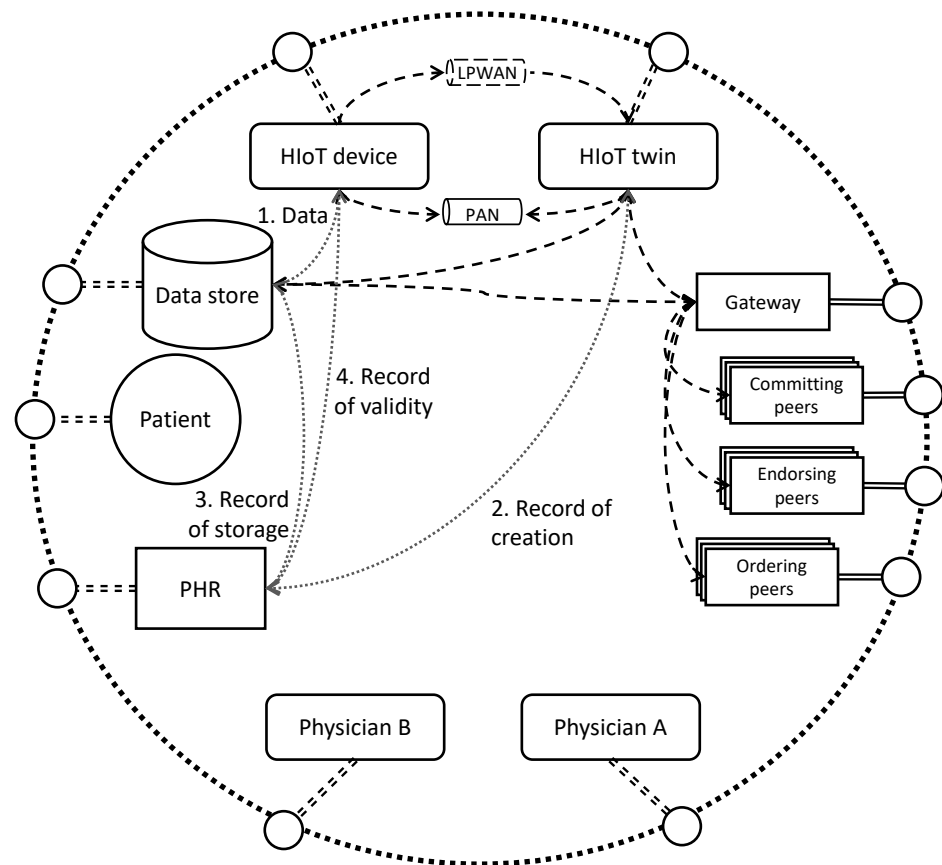 LPWAN
HIoT device
HIoT twin
1. Data
PAN
Data store
Gateway
4. Record
of validity
Committing
peers
Patient
Endorsing
peers
3. Record
of storage
2. Record of
creation
Ordering
peers
PHR
Physician B
Physician A